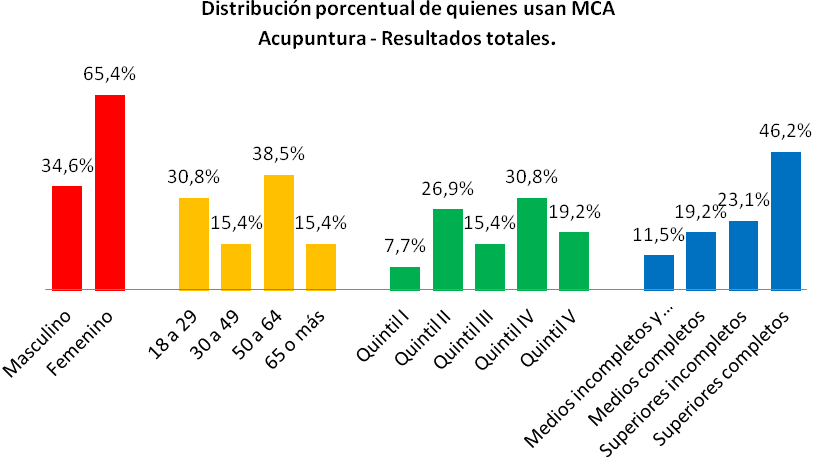 Distribución porcentual de quienes usan MCA
Acupuntura - Resultados totales.
34,6%
65,4%
30,8%
15,4%
38,5%
15,4%
7,7%
26,9%
15,4%
30,8%
19,2%
11,5%
19,2%
23,1%
46,2%
Masculino
Femenino
18 a 29
30 a 49
50 a 64
65 o más
Quintil I
Quintil II
Quintil III
Quintil IV
Quintil V
Medios incompletos y ...
Medios completos
Superiores incompletos
Superiores completos